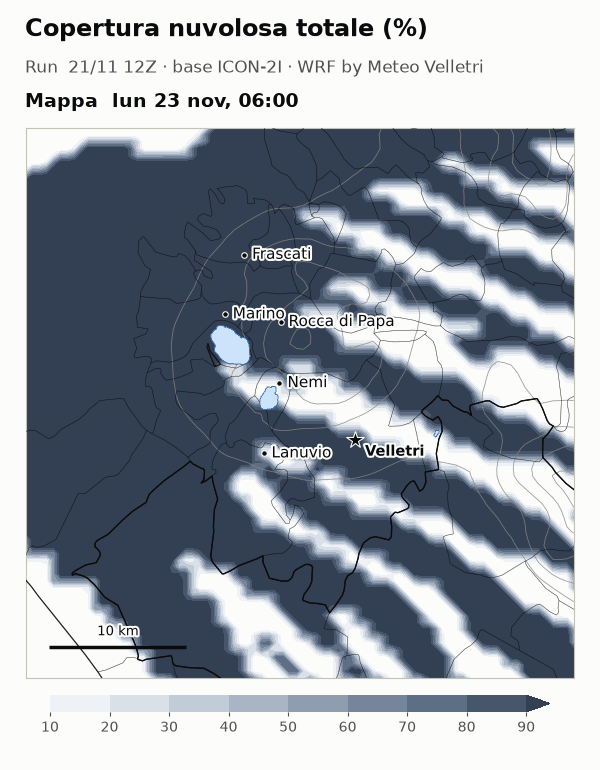 Copertura nuvolosa totale (%)
Run  21/11 12Z · base ICON-2I · WRF by Meteo Velletri
Mappa  lun 23 nov, 06:00
Frascati
Marino
Rocca di Papa
Nemi
Velletri
Lanuvio
10 km
10 20 30 40 50 60 70 80 90